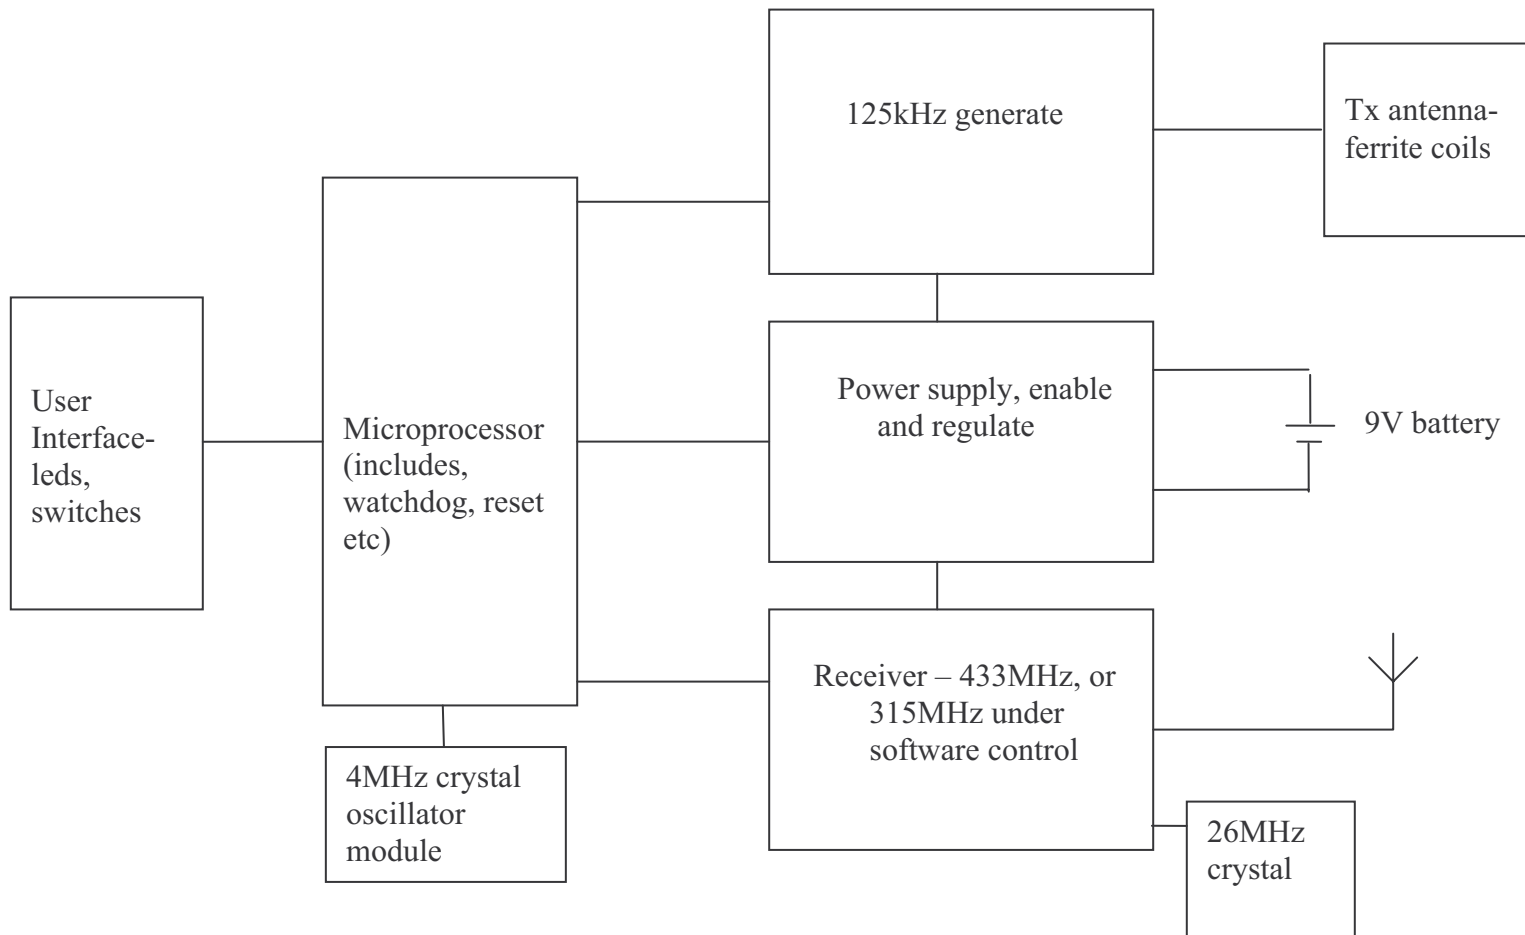 125kHz generate
Tx antenna-
ferrite coils
User
Interface-
leds,
switches
Microprocessor
(includes,
watchdog, reset
etc)
Power supply, enable
and regulate
9V battery
Receiver – 433MHz, or
315MHz under
software control
4MHz crystal
oscillator
module
26MHz
crystal